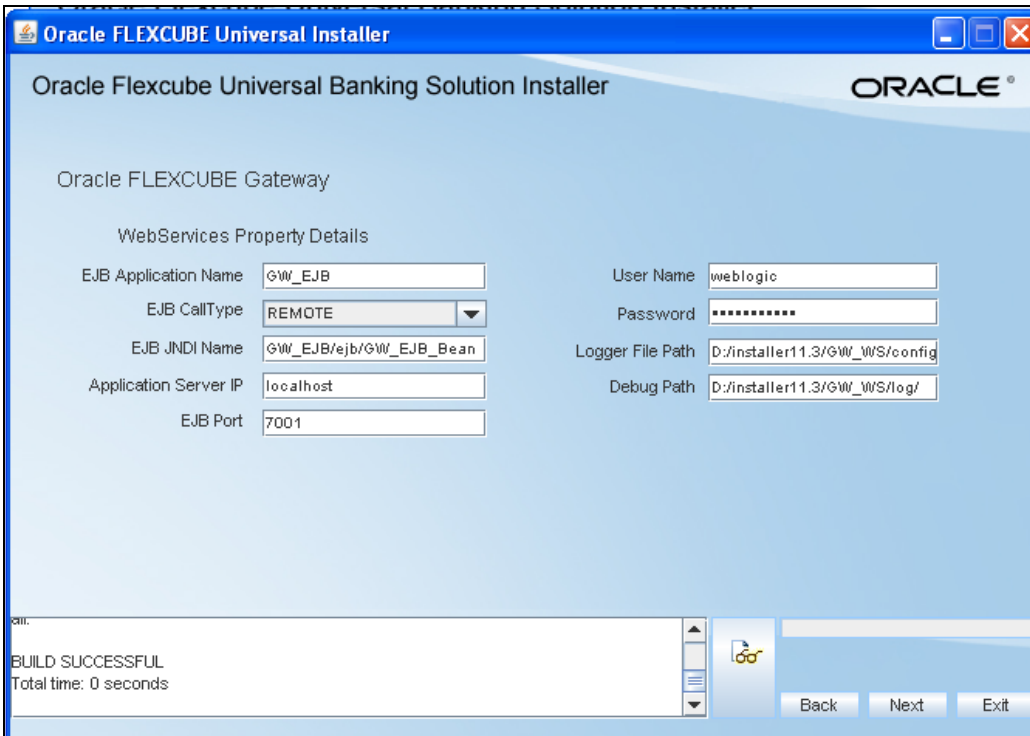 Oracle FLEXCUBE Universal Installer
Oracle Flexcube Universal Banking Solution Installer
ORACLE®
Oracle FLEXCUBE Gateway
WebServices Property Details
EJB Application Name GW_EJB
User Name weblogic
EJB CallType REMOTE
Password •••••••••••
EJB JNDI Name GW_EJB/ejb/GW_EJB_Bean
Logger File Path D:/installer11.3/GW_WS/config
Application Server IP localhost
Debug Path D:/installer11.3/GW_WS/log/
EJB Port 7001
all:
BUILD SUCCESSFUL
Total time: 0 seconds
Back Next Exit